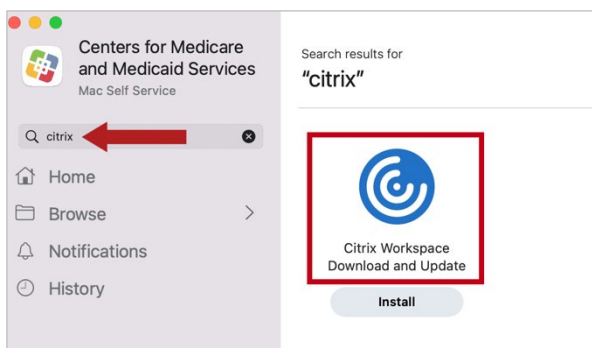 Centers for Medicare
and Medicaid Services
Mac Self Service
citrix
Home
Browse
Notifications
History
Search results for
"citrix"
Citrix Workspace
Download and Update
Install